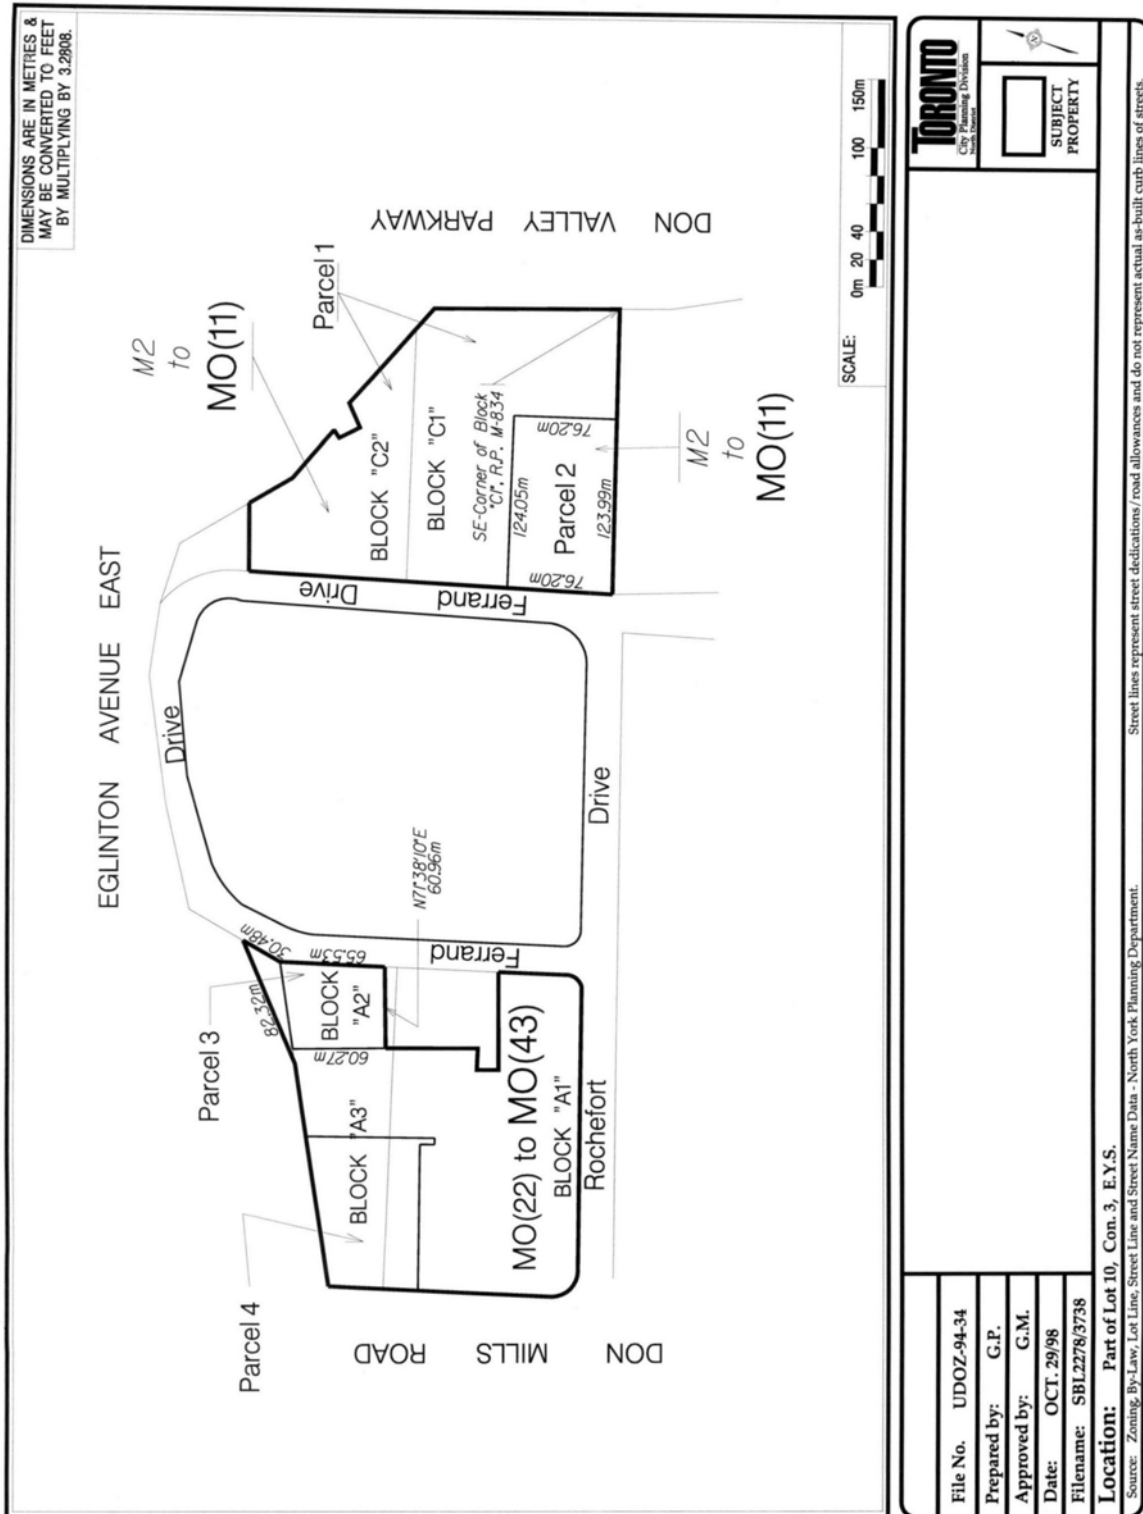 DIMENSIONS ARE IN METRES &
MAY BE CONVERTED TO FEET
BY MULTIPLYING BY 3.2808.
EGLINTON AVENUE EAST
M2
to
MO(11)
Parcel 1
DON VALLEY PARKWAY
Drive
Ferrand Drive
BLOCK "C2"
BLOCK "C1"
SE-Corner of Block
"C1", R.P. M-834
124.05m
76.20m
Parcel 2
76.20m
123.99m
M2
to
MO(11)
Parcel 3
82.32m
30.48m
65.53m
BLOCK
"A2"
60.27m
N71°38'10"E
60.96m
Ferrand
Drive
Parcel 4
BLOCK "A3"
MO(22) to MO(43)
BLOCK "A1"
Rochefort
DON MILLS ROAD
SCALE:
0m 20 40 100 150m
TORONTO
City Planning Division
North District
N
SUBJECT
PROPERTY
File No. UDOZ-94-34
Prepared by: G.P.
Approved by: G.M.
Date: OCT. 29/98
Filename: SBL2278/3738
Location: Part of Lot 10, Con. 3, E.Y.S.
Source: Zoning, By-Law, Lot Line, Street Line and Street Name Data - North York Planning Department.
Street lines represent street dedications/road allowances and do not represent actual as-built curb lines of streets.